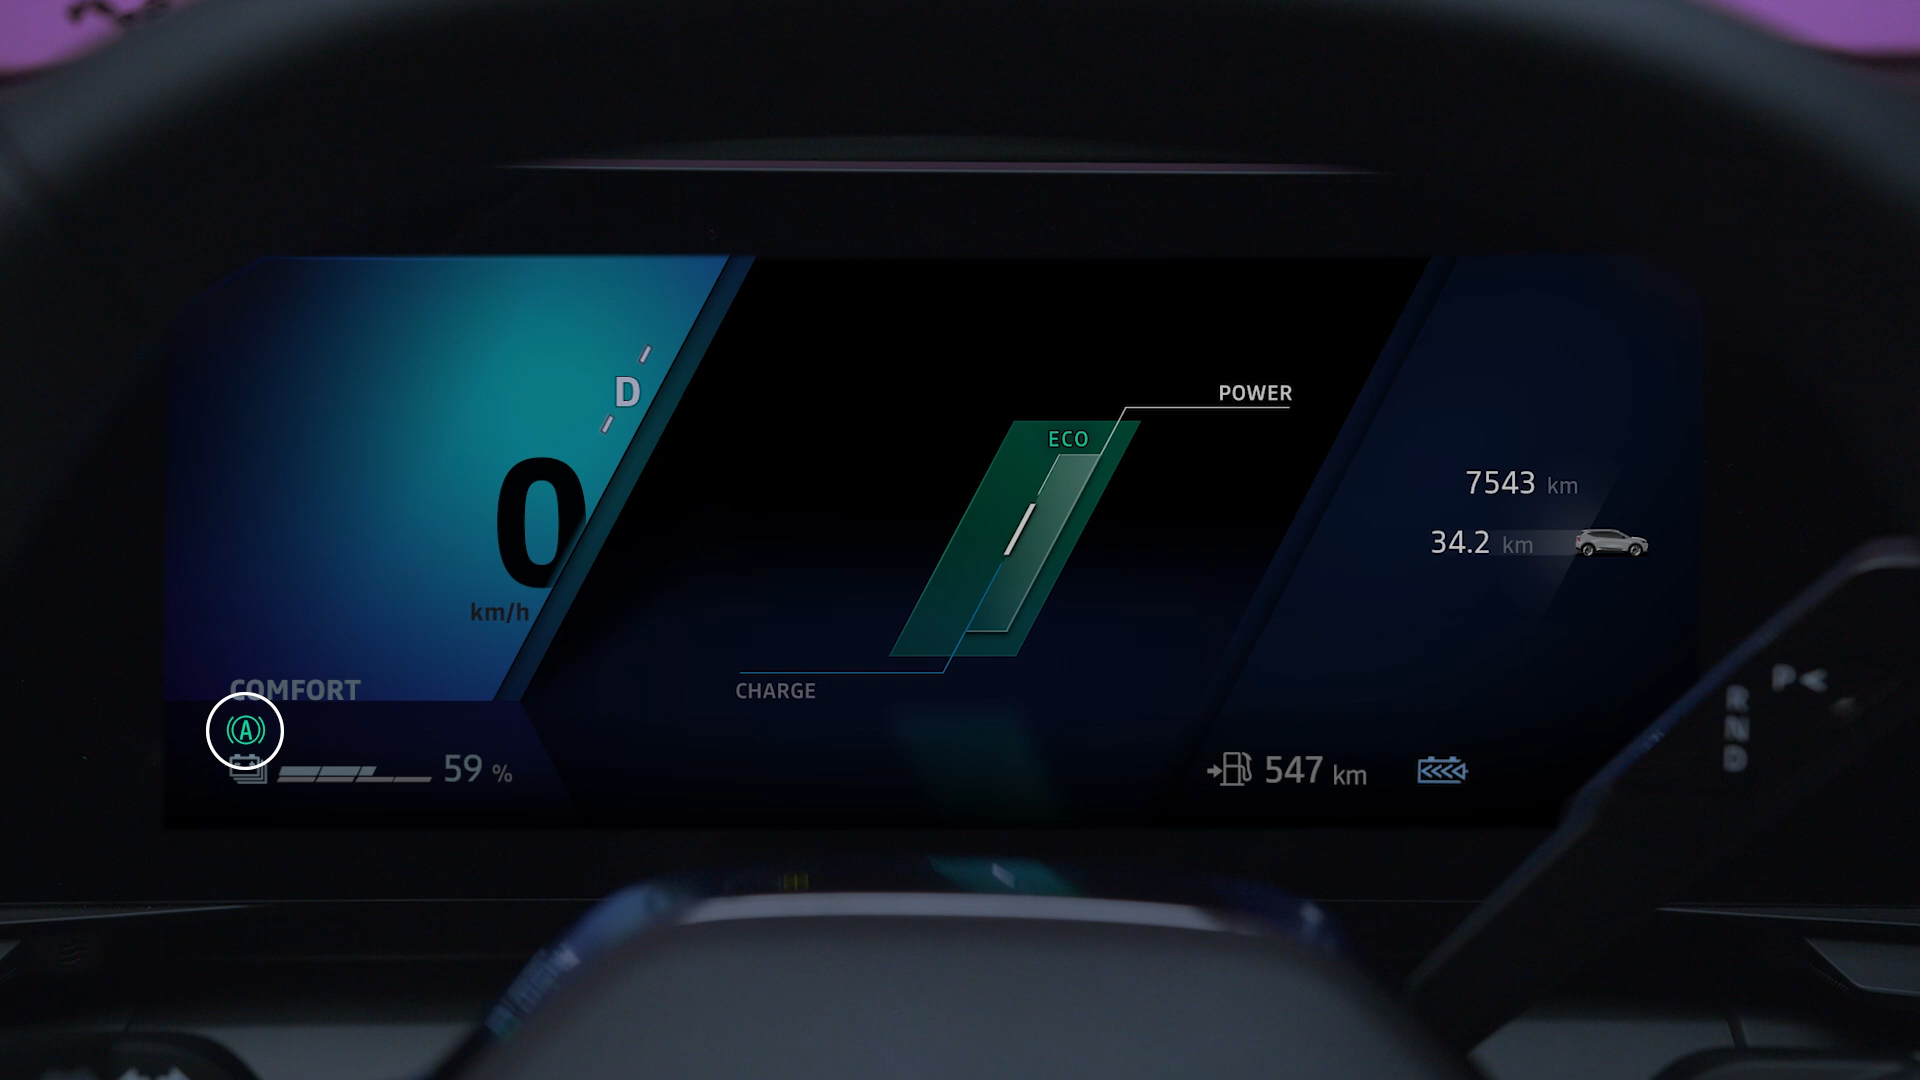 D
POWER
ECO
0
7543 km
34.2 km
km/h
COMFORT
CHARGE
(A)
59 %
547 km
P
R
N
D